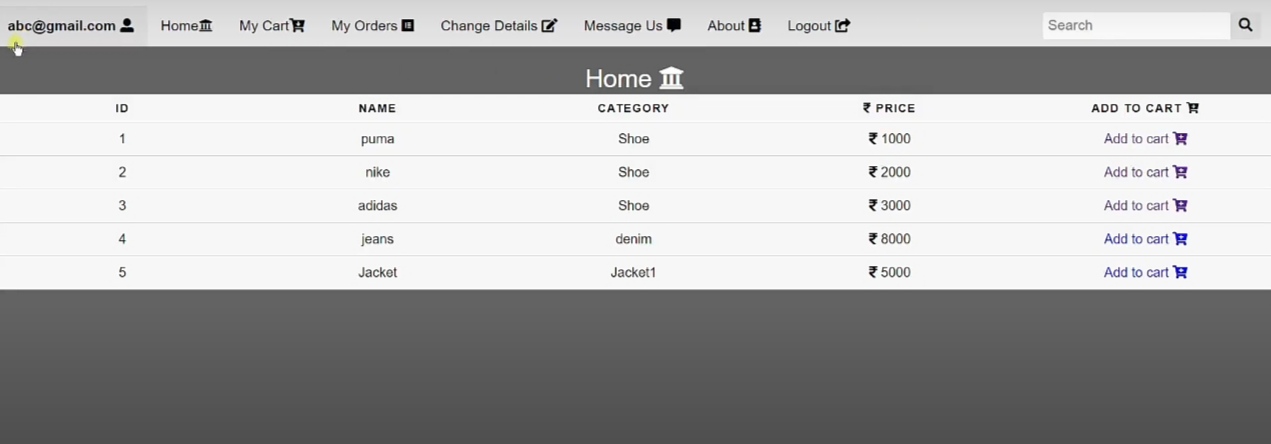 abc@gmail.com Home My Cart My Orders Change Details Message Us About Logout Search
Home
ID NAME CATEGORY ₹ PRICE ADD TO CART
1 puma Shoe ₹ 1000 Add to cart
2 nike Shoe ₹ 2000 Add to cart
3 adidas Shoe ₹ 3000 Add to cart
4 jeans denim ₹ 8000 Add to cart
5 Jacket Jacket1 ₹ 5000 Add to cart